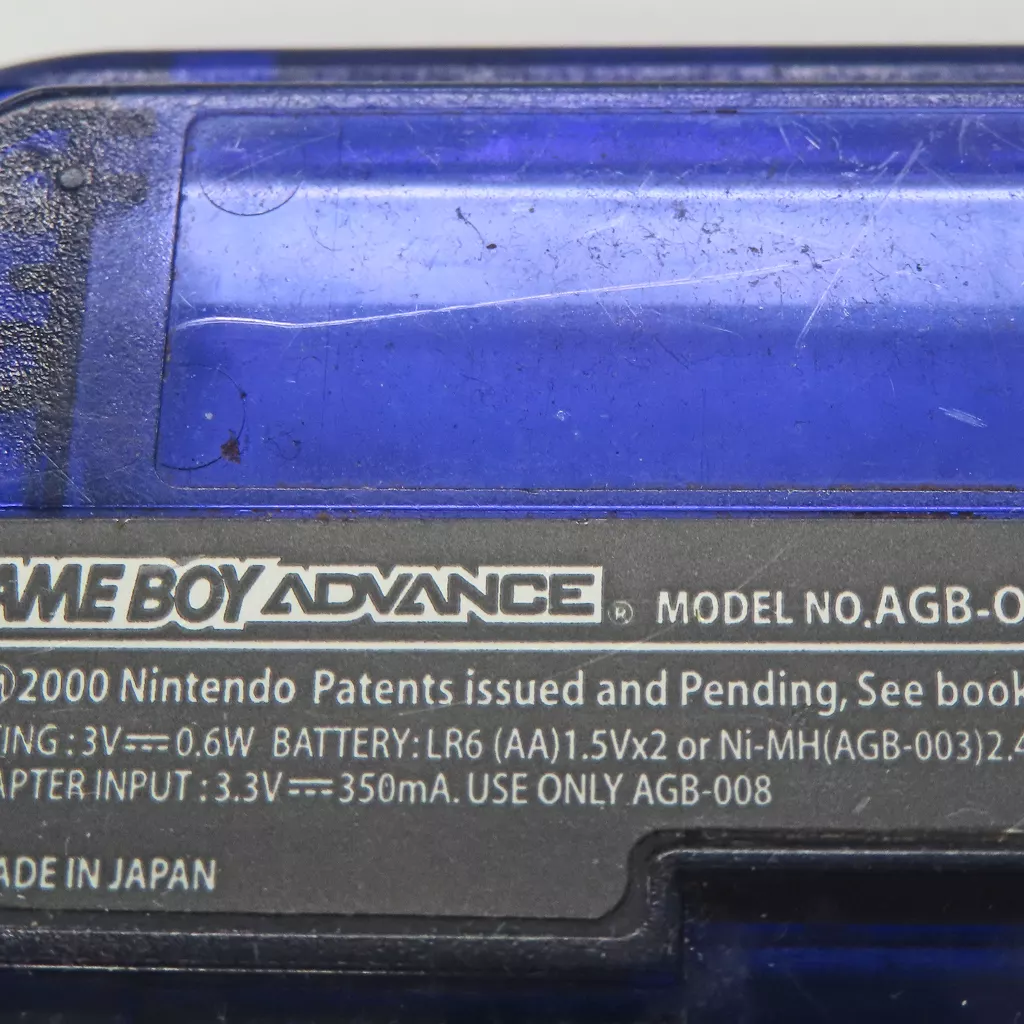 AME BOY ADVANCE® MODEL NO.AGB-0
℗2000 Nintendo Patents issued and Pending, See book
ING : 3V⎓0.6W BATTERY: LR6 (AA)1.5Vx2 or Ni-MH(AGB-003)2.4
APTER INPUT : 3.3V⎓350mA. USE ONLY AGB-008
ADE IN JAPAN